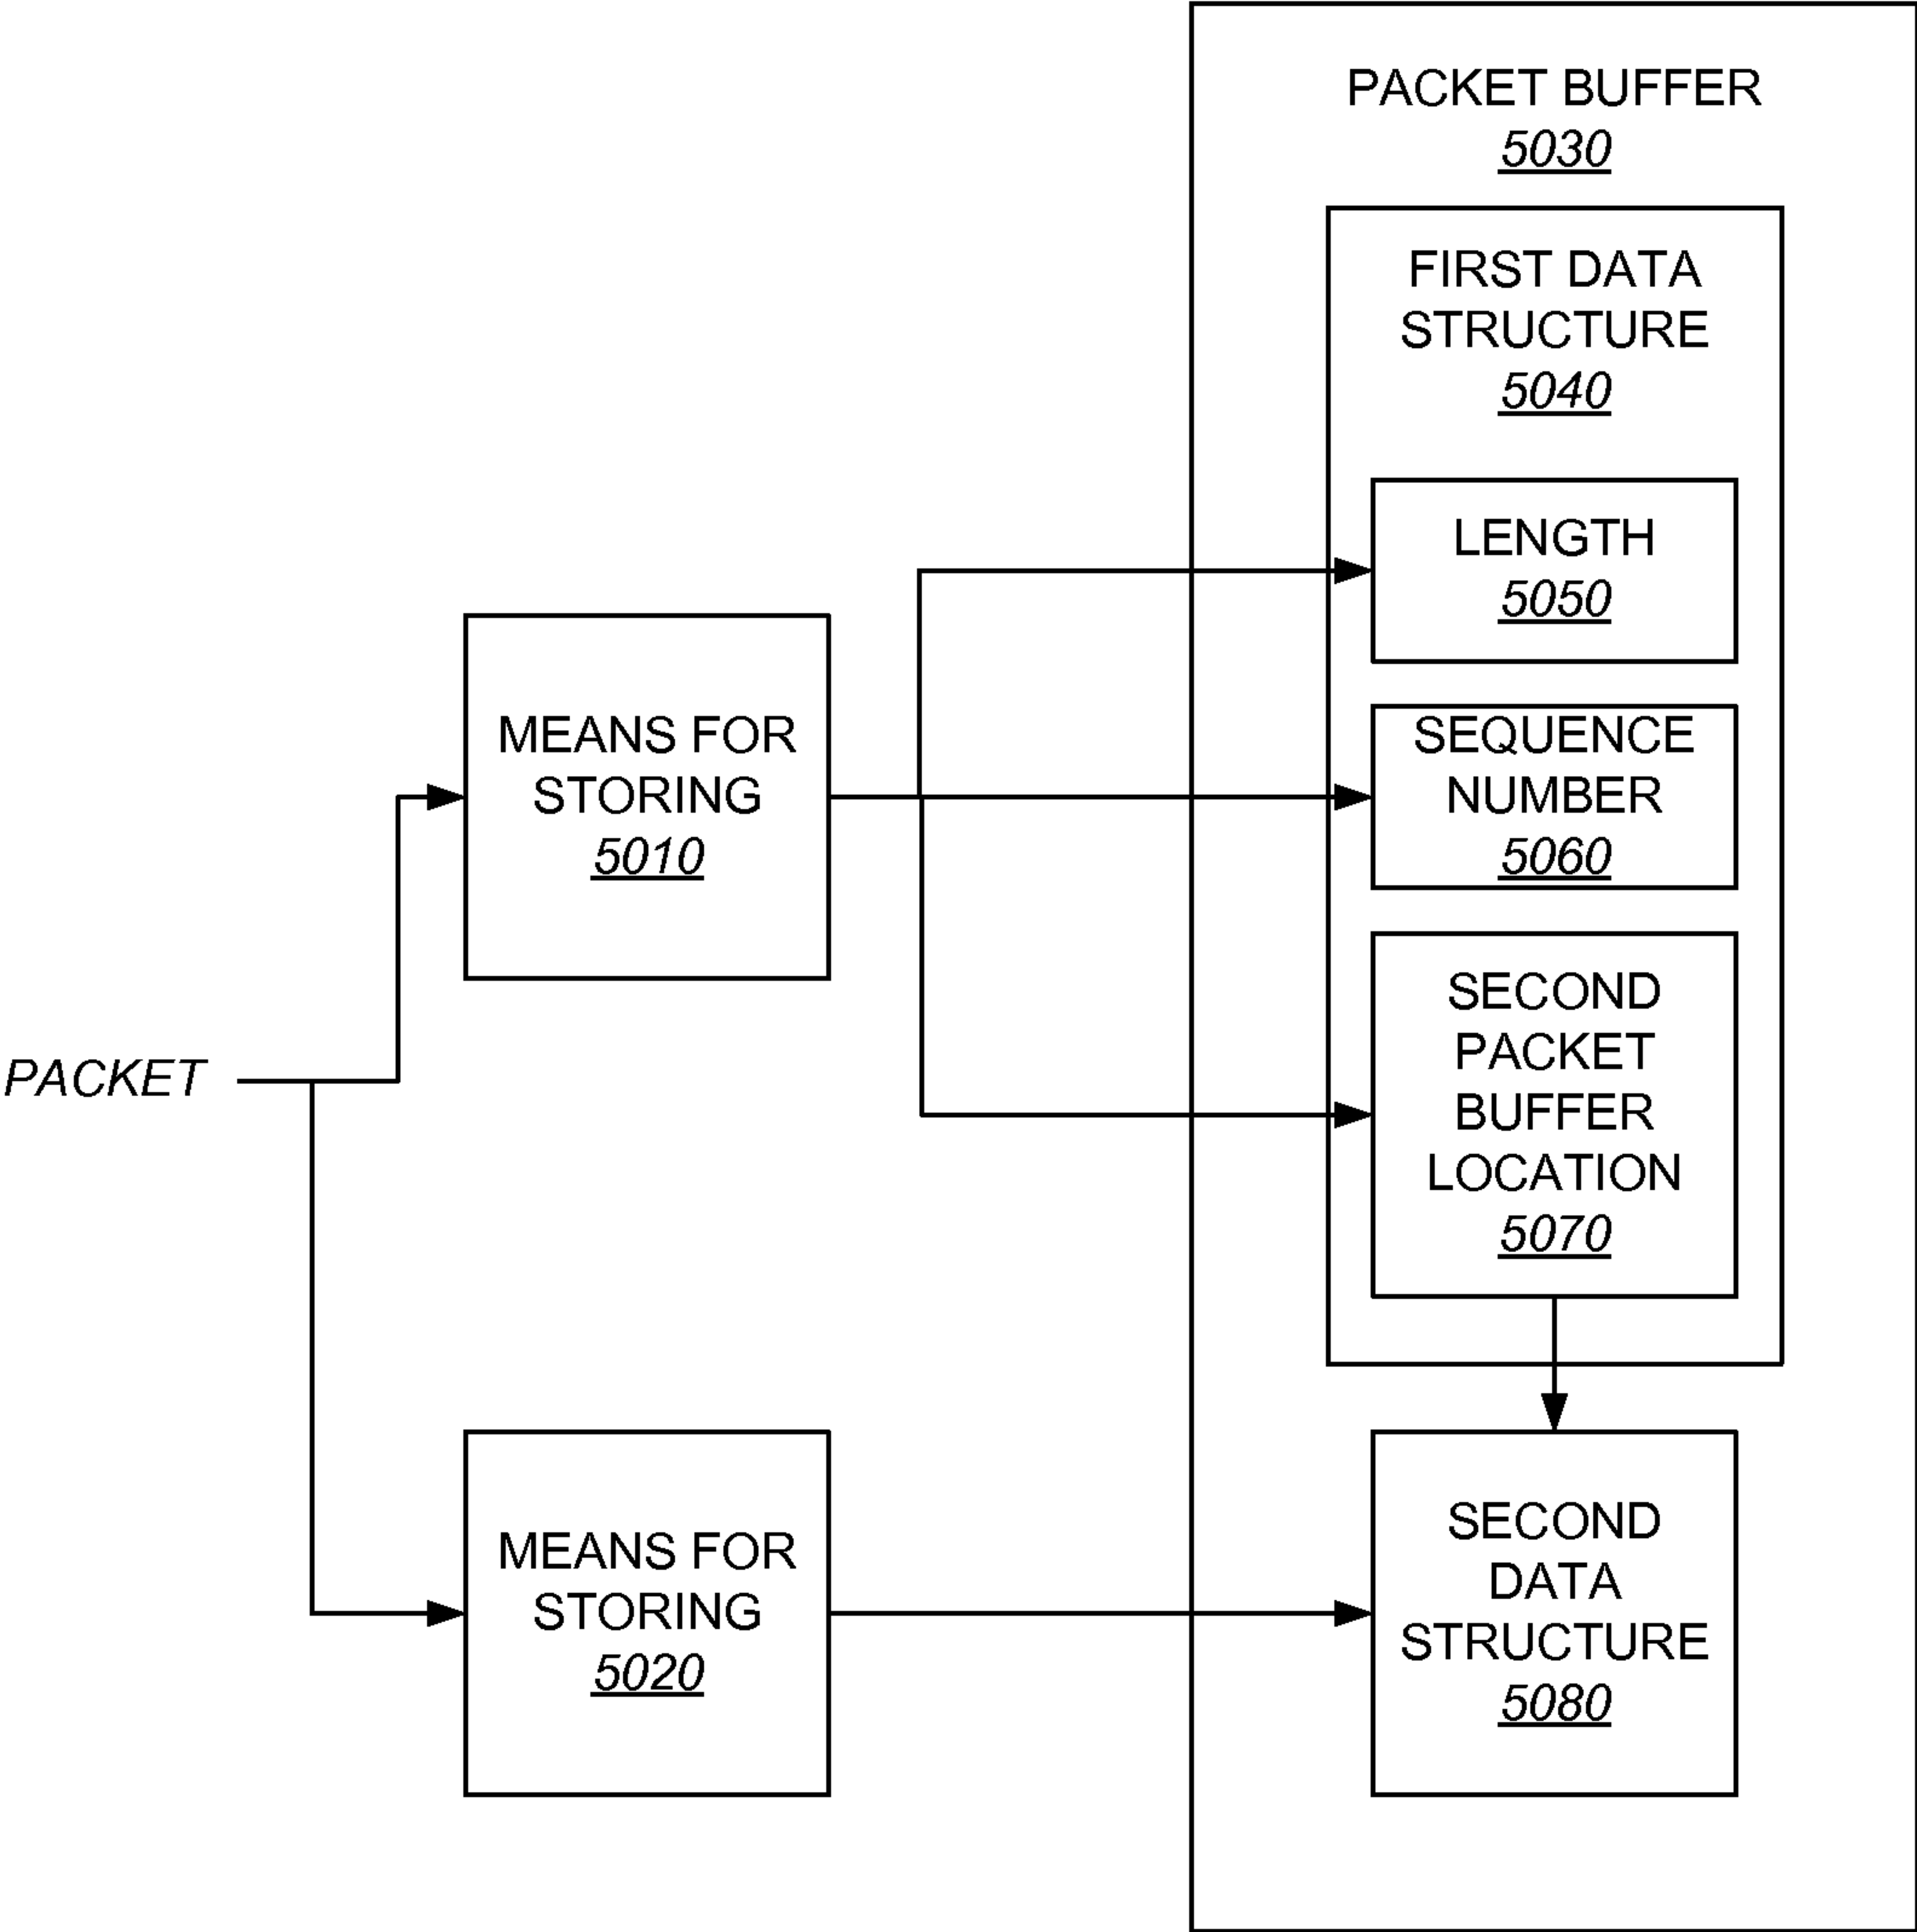 PACKET BUFFER
5030
FIRST DATA
STRUCTURE
5040
LENGTH
5050
MEANS FOR
STORING
5010
SEQUENCE
NUMBER
5060
SECOND
PACKET
BUFFER
LOCATION
5070
PACKET
MEANS FOR
STORING
5020
SECOND
DATA
STRUCTURE
5080